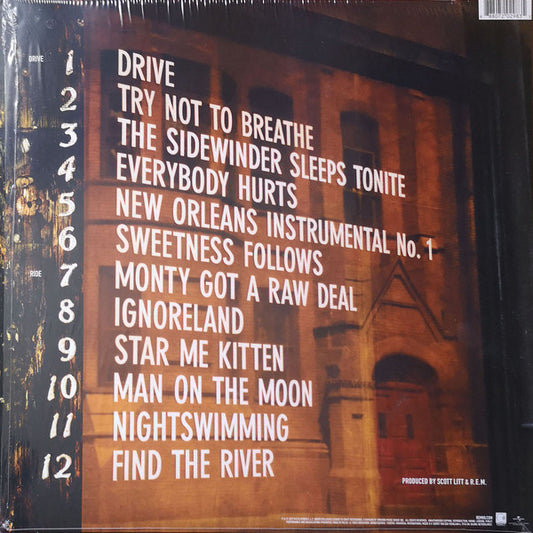 DRIVE
1 DRIVE
2 TRY NOT TO BREATHE
3 THE SIDEWINDER SLEEPS TONITE
4 EVERYBODY HURTS
5 NEW ORLEANS INSTRUMENTAL No. 1
6 SWEETNESS FOLLOWS
RIDE
7 MONTY GOT A RAW DEAL
8 IGNORELAND
9 STAR ME KITTEN
10 MAN ON THE MOON
11 NIGHTSWIMMING
12 FIND THE RIVER
PRODUCED BY SCOTT LITT & R.E.M.